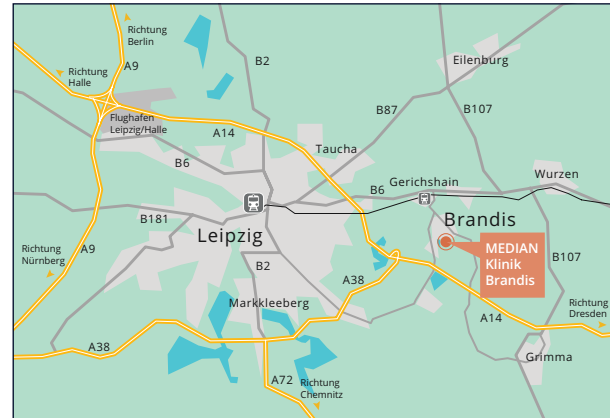 Richtung
Berlin
A9
B2
Eilenburg
Richtung
Halle
Flughafen
Leipzig/Halle
B87
B107
A14
Taucha
B6
B6
Gerichshain
Wurzen
B181
Leipzig
Brandis
MEDIAN
Klinik
Brandis
Richtung
Nürnberg
A9
B2
A38
B107
Markkleeberg
Richtung
Dresden
A14
A38
Grimma
A72
Richtung
Chemnitz